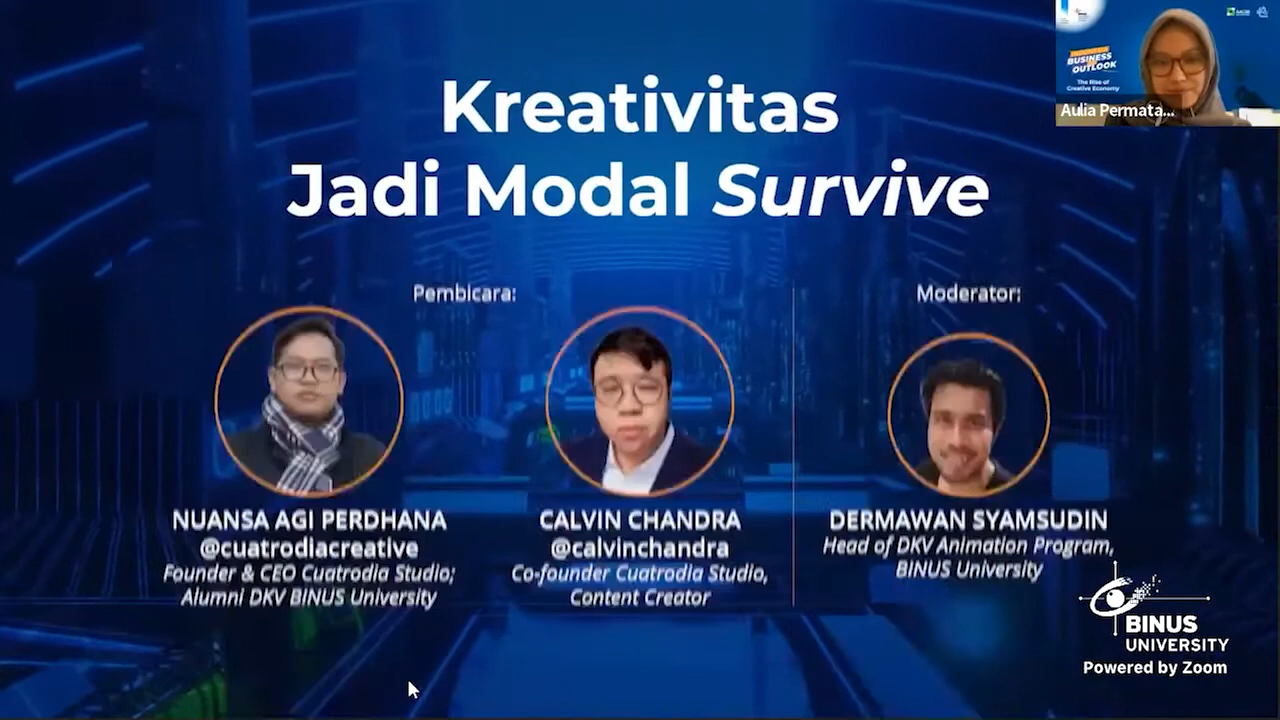 Kreativitas
Jadi Modal Survive
Pembicara:
Moderator:
NUANSA AGI PERDHANA
@cuatrodiacreative
Founder & CEO Cuatrodia Studio;
Alumni DKV BINUS University
CALVIN CHANDRA
@calvinchandra
Co-founder Cuatrodia Studio,
Content Creator
DERMAWAN SYAMSUDIN
Head of DKV Animation Program,
BINUS University
BINUS
UNIVERSITY
Powered by Zoom
INDONESIA
BUSINESS
OUTLOOK
The Rise of
Creative Economy
Aulia Permata...